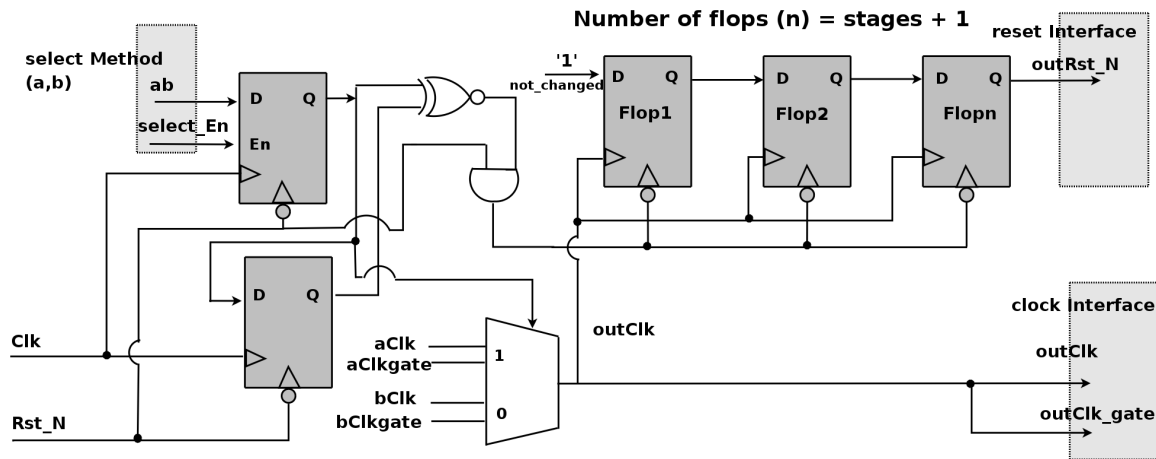 Number of flops (n) = stages + 1
reset Interface
select Method
(a,b)
ab
select_En
D
Q
En
'1'
not_changed
D
Q
Flop1
D
Q
Flop2
D
Q
Flopn
outRst_N
D
Q
Clk
Rst_N
aClk
aClkgate
bClk
bClkgate
1
0
outClk
clock Interface
outClk
outClk_gate